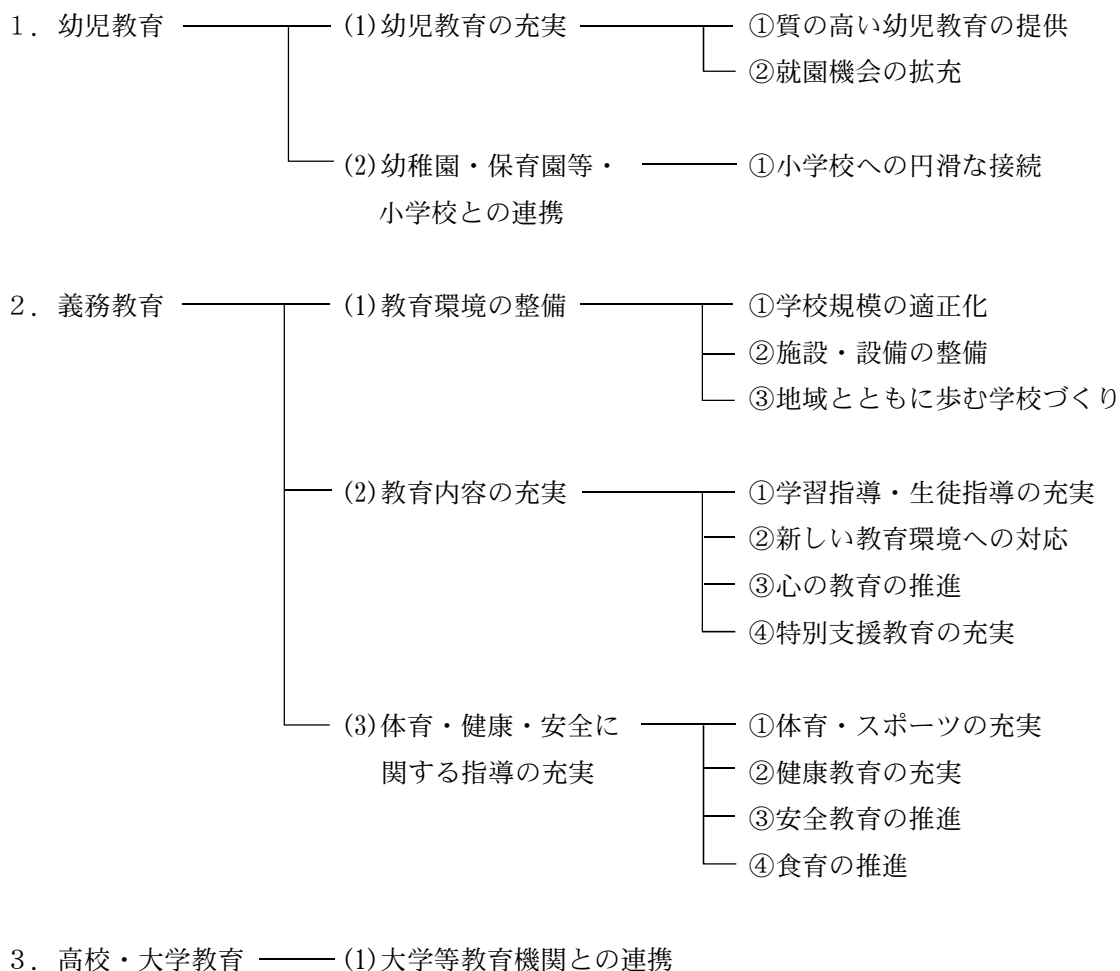 １．幼児教育 (1)幼児教育の充実 ①質の高い幼児教育の提供
②就園機会の拡充
(2)幼稚園・保育園等・ ①小学校への円滑な接続
小学校との連携
２．義務教育 (1)教育環境の整備 ①学校規模の適正化
②施設・設備の整備
③地域とともに歩む学校づくり
(2)教育内容の充実 ①学習指導・生徒指導の充実
②新しい教育環境への対応
③心の教育の推進
④特別支援教育の充実
(3)体育・健康・安全に ①体育・スポーツの充実
関する指導の充実 ②健康教育の充実
③安全教育の推進
④食育の推進
３．高校・大学教育 (1)大学等教育機関との連携